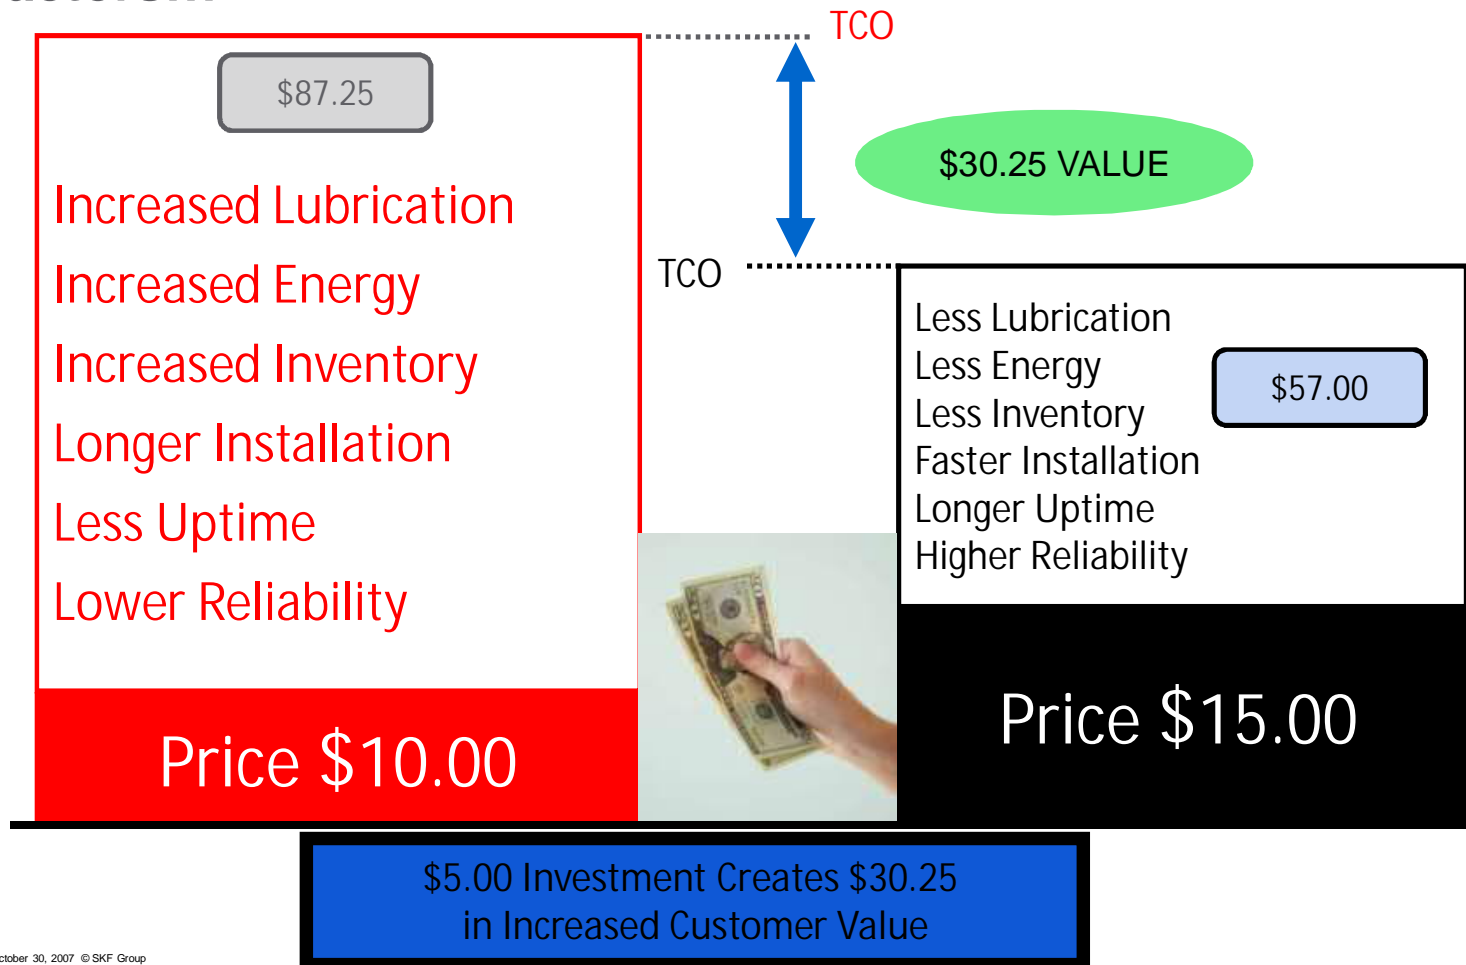 TCO
$87.25
$30.25 VALUE
Increased Lubrication
Increased Energy
Increased Inventory
Longer Installation
Less Uptime
Lower Reliability
TCO
Less Lubrication
Less Energy
Less Inventory
Faster Installation
Longer Uptime
Higher Reliability
$57.00
Price $10.00
Price $15.00
$5.00 Investment Creates $30.25
in Increased Customer Value
ctober 30, 2007 © SKF Group